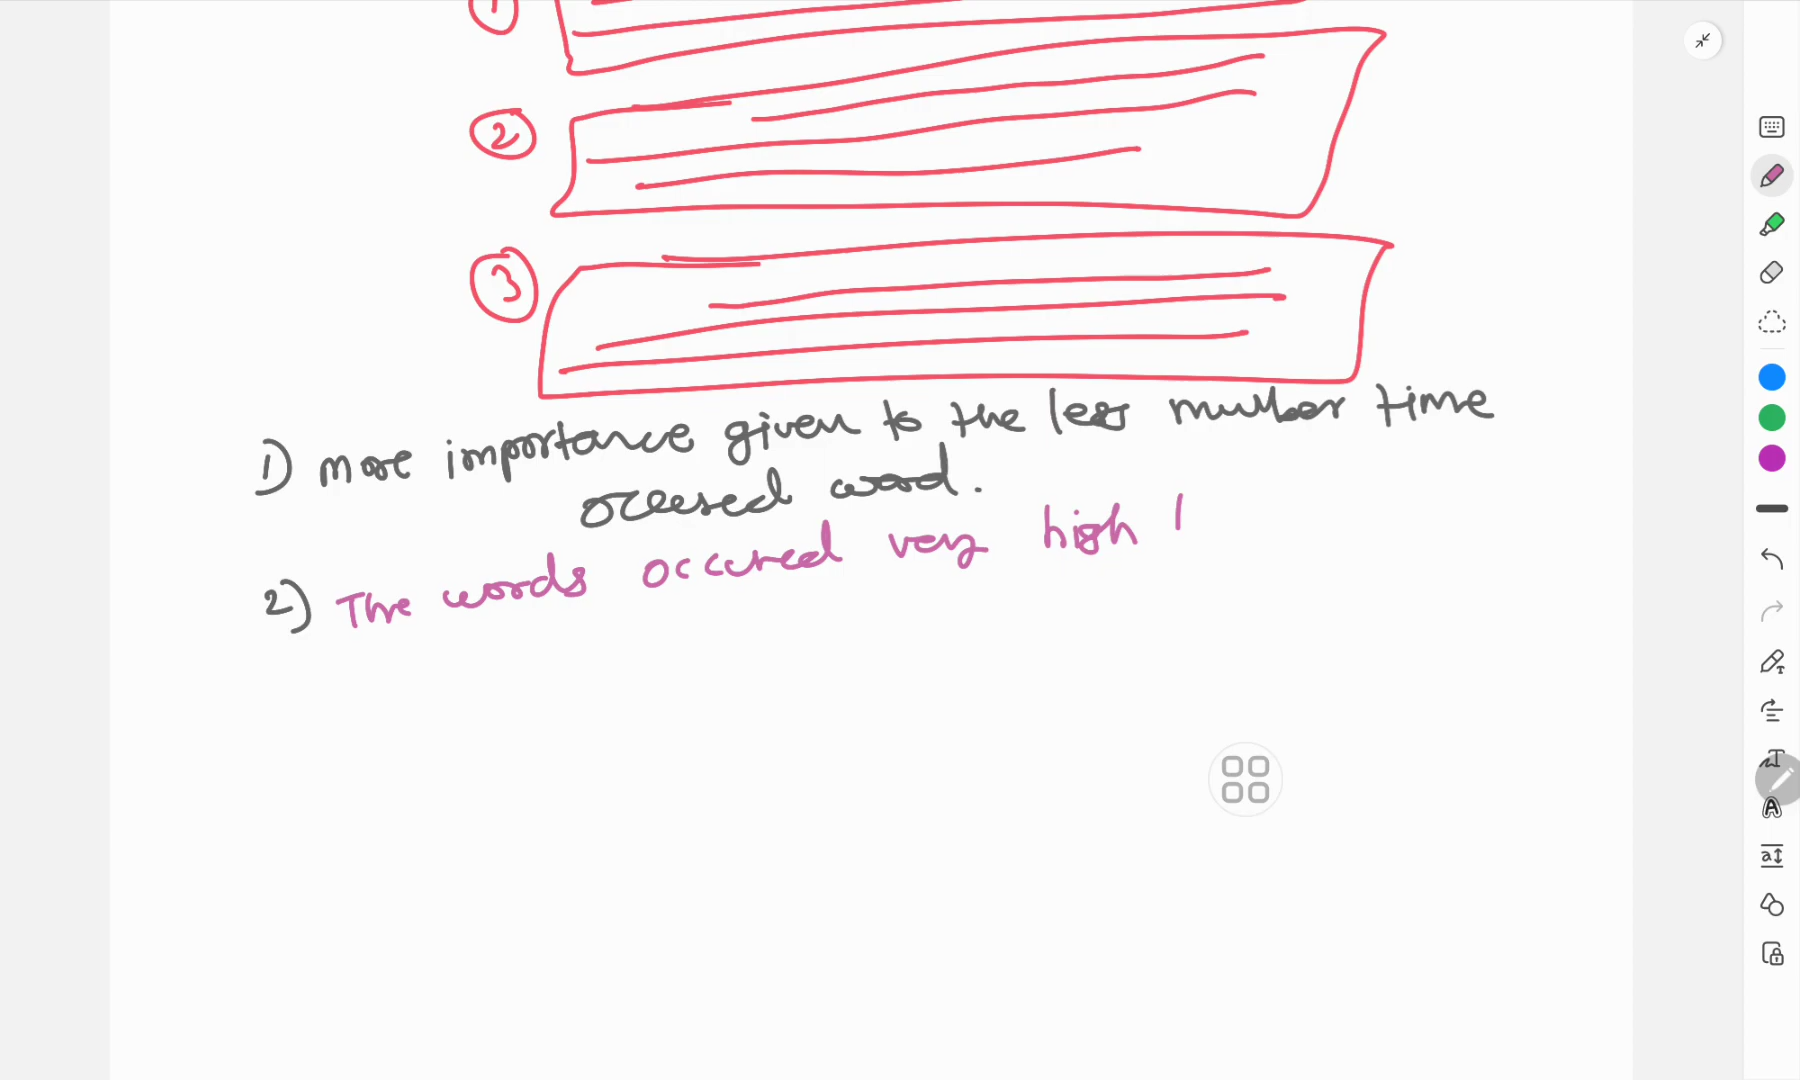 1
2
3
1) more importance given to the less number time
occured word.
2) The words occured very high